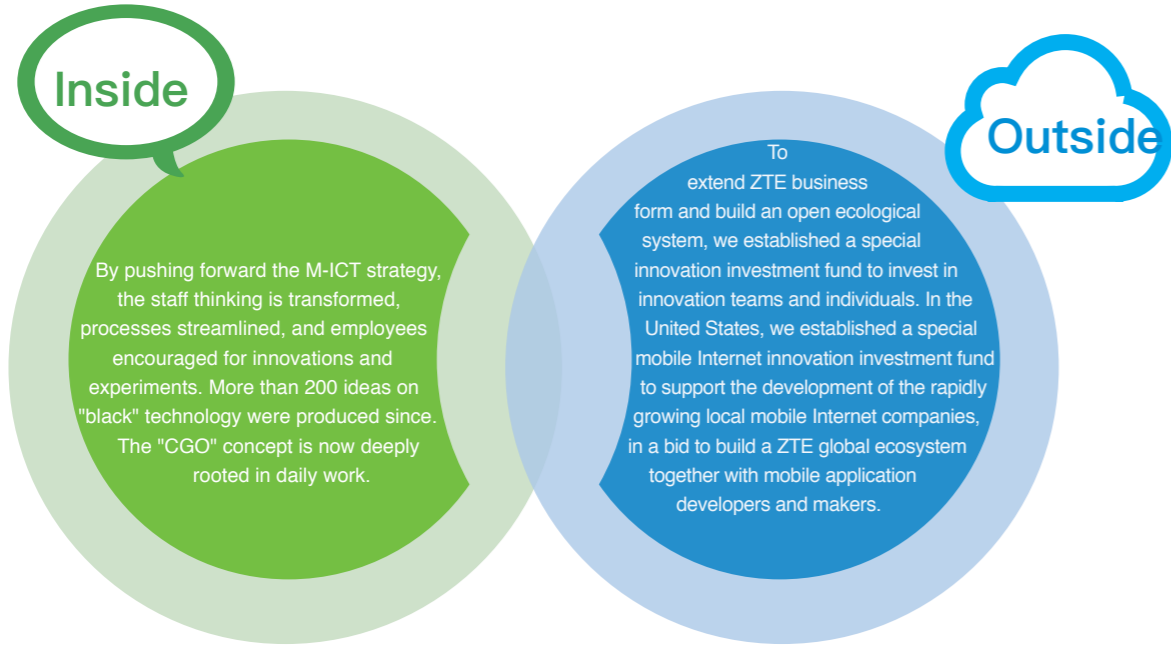 Inside
By pushing forward the M-ICT strategy,
the staff thinking is transformed,
processes streamlined, and employees
encouraged for innovations and
experiments. More than 200 ideas on
"black" technology were produced since.
The "CGO" concept is now deeply
rooted in daily work.
Outside
To
extend ZTE business
form and build an open ecological
system, we established a special
innovation investment fund to invest in
innovation teams and individuals. In the
United States, we established a special
mobile Internet innovation investment fund
to support the development of the rapidly
growing local mobile Internet companies,
in a bid to build a ZTE global ecosystem
together with mobile application
developers and makers.